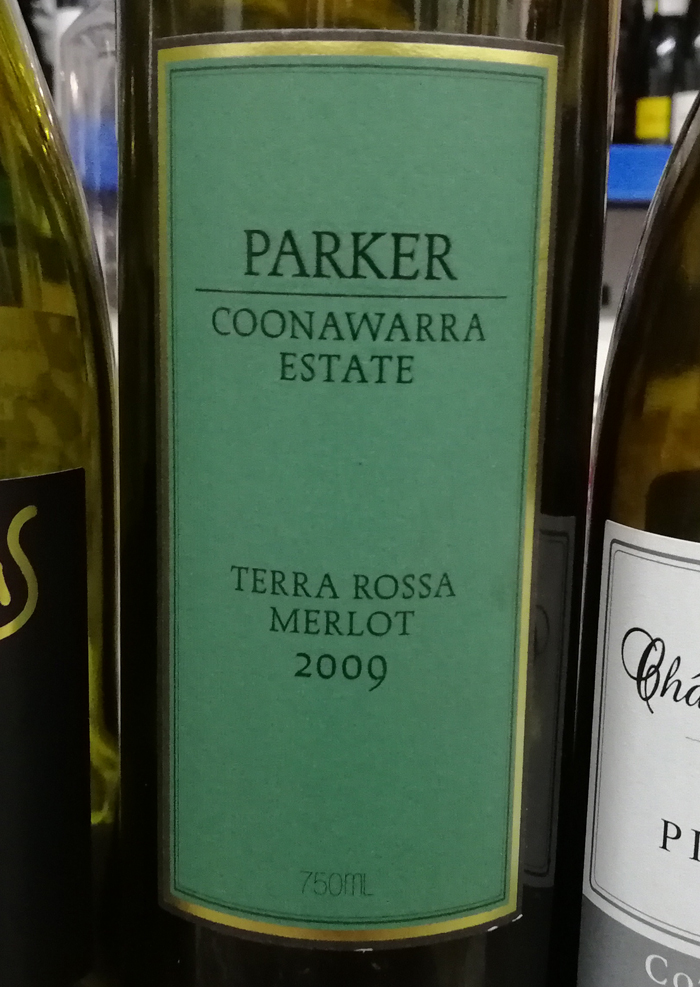 PARKER
COONAWARRA
ESTATE
TERRA ROSSA
MERLOT
2009
750ML